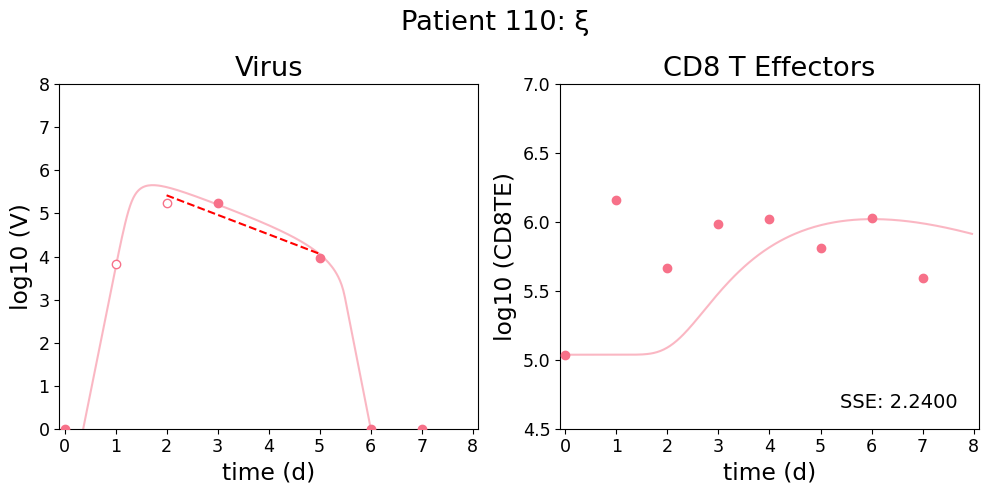 Patient 110: ξ
Virus
log10 (V)
8
7
6
5
4
3
2
1
0
0 1 2 3 4 5 6 7 8
time (d)
CD8 T Effectors
log10 (CD8TE)
7.0
6.5
6.0
5.5
5.0
4.5
SSE: 2.2400
0 1 2 3 4 5 6 7 8
time (d)